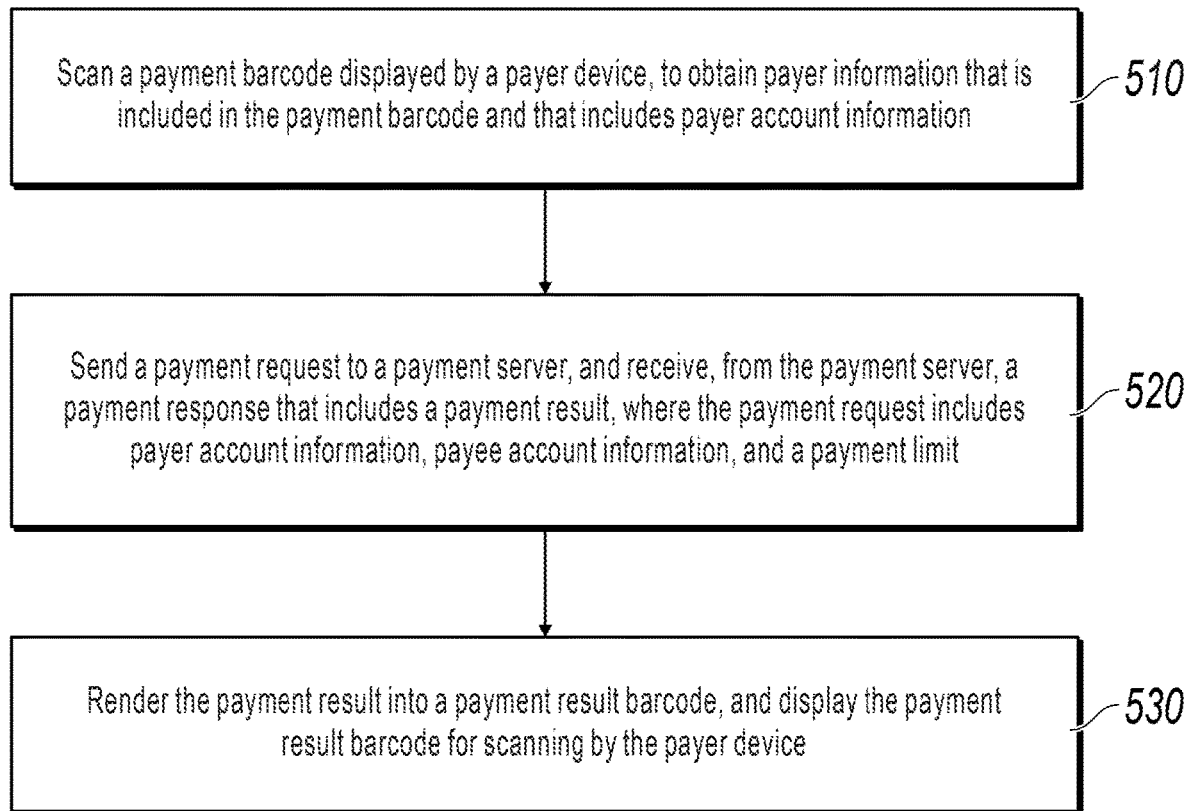 Scan a payment barcode displayed by a payer device, to obtain payer information that is
included in the payment barcode and that includes payer account information
510
Send a payment request to a payment server, and receive, from the payment server, a
payment response that includes a payment result, where the payment request includes
payer account information, payee account information, and a payment limit
520
Render the payment result into a payment result barcode, and display the payment
result barcode for scanning by the payer device
530